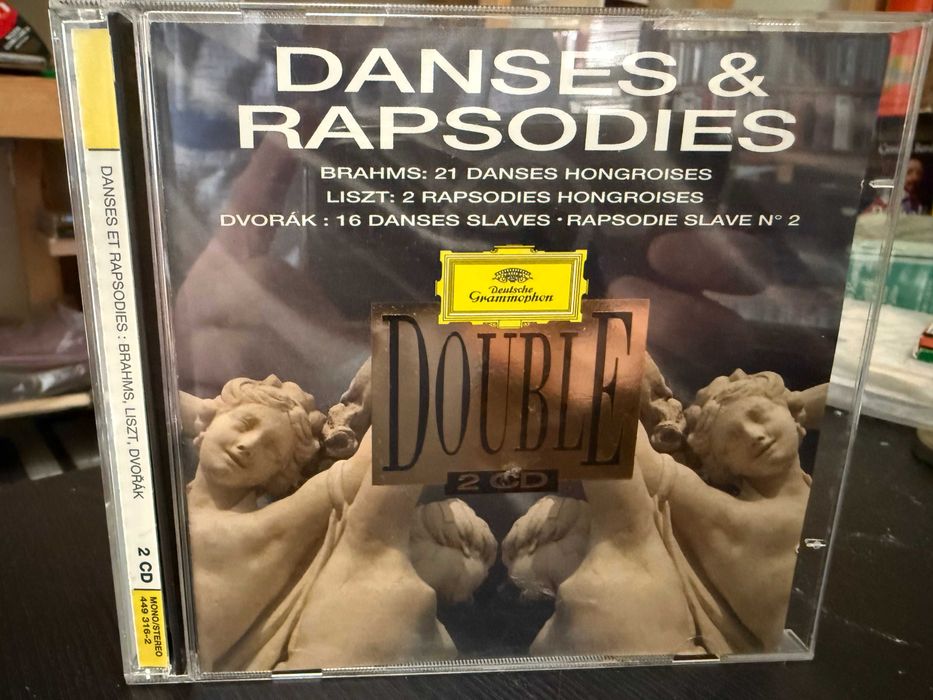 DANSES &
RAPSODIES
BRAHMS: 21 DANSES HONGROISES
LISZT: 2 RAPSODIES HONGROISES
DVORÁK : 16 DANSES SLAVES · RAPSODIE SLAVE N° 2
Deutsche
Grammophon
DOUBLE
2 CD
DANSES ET RAPSODIES : BRAHMS, LISZT, DVOŘÁK
2 CD
MONO/STEREO
449 316-2